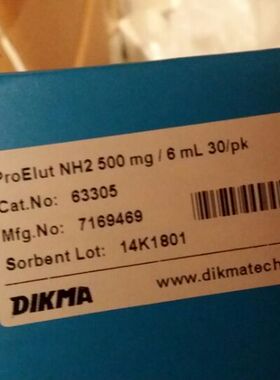 ProElut NH2 500 mg / 6 mL 30/pk
Cat.No: 63305
Mfg.No: 7169469
Sorbent Lot: 14K1801
DIKMA
www.dikmatech